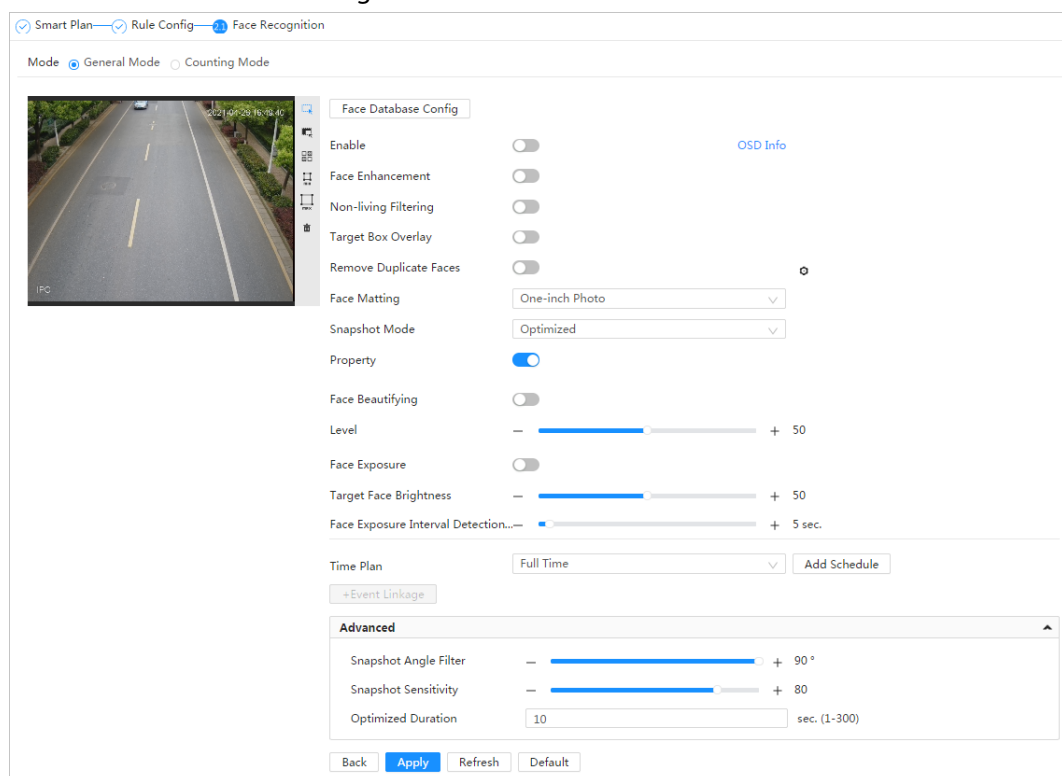 Smart Plan Rule Config 2.1 Face Recognition
Mode General Mode Counting Mode
2021-04-29 16:49:40
IPC
Face Database Config
Enable OSD Info
Face Enhancement
Non-living Filtering
Target Box Overlay
Remove Duplicate Faces
Face Matting One-inch Photo
Snapshot Mode Optimized
Property
Face Beautifying
Level − + 50
Face Exposure
Target Face Brightness − + 50
Face Exposure Interval Detection... − + 5 sec.
Time Plan Full Time Add Schedule
+Event Linkage
Advanced
Snapshot Angle Filter − + 90 °
Snapshot Sensitivity − + 80
Optimized Duration 10 sec. (1-300)
Back Apply Refresh Default